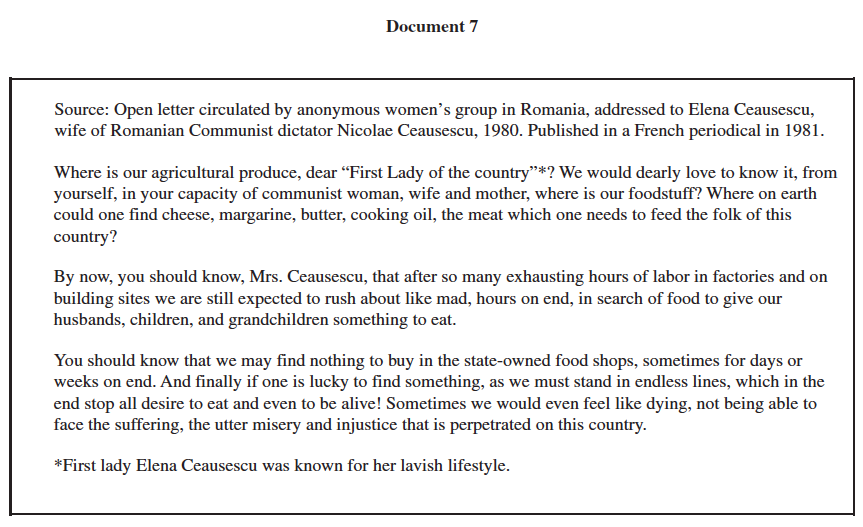 Document 7
Source: Open letter circulated by anonymous women’s group in Romania, addressed to Elena Ceausescu,
wife of Romanian Communist dictator Nicolae Ceausescu, 1980. Published in a French periodical in 1981.
Where is our agricultural produce, dear “First Lady of the country”*? We would dearly love to know it, from
yourself, in your capacity of communist woman, wife and mother, where is our foodstuff? Where on earth
could one find cheese, margarine, butter, cooking oil, the meat which one needs to feed the folk of this
country?
By now, you should know, Mrs. Ceausescu, that after so many exhausting hours of labor in factories and on
building sites we are still expected to rush about like mad, hours on end, in search of food to give our
husbands, children, and grandchildren something to eat.
You should know that we may find nothing to buy in the state-owned food shops, sometimes for days or
weeks on end. And finally if one is lucky to find something, as we must stand in endless lines, which in the
end stop all desire to eat and even to be alive! Sometimes we would even feel like dying, not being able to
face the suffering, the utter misery and injustice that is perpetrated on this country.
*First lady Elena Ceausescu was known for her lavish lifestyle.